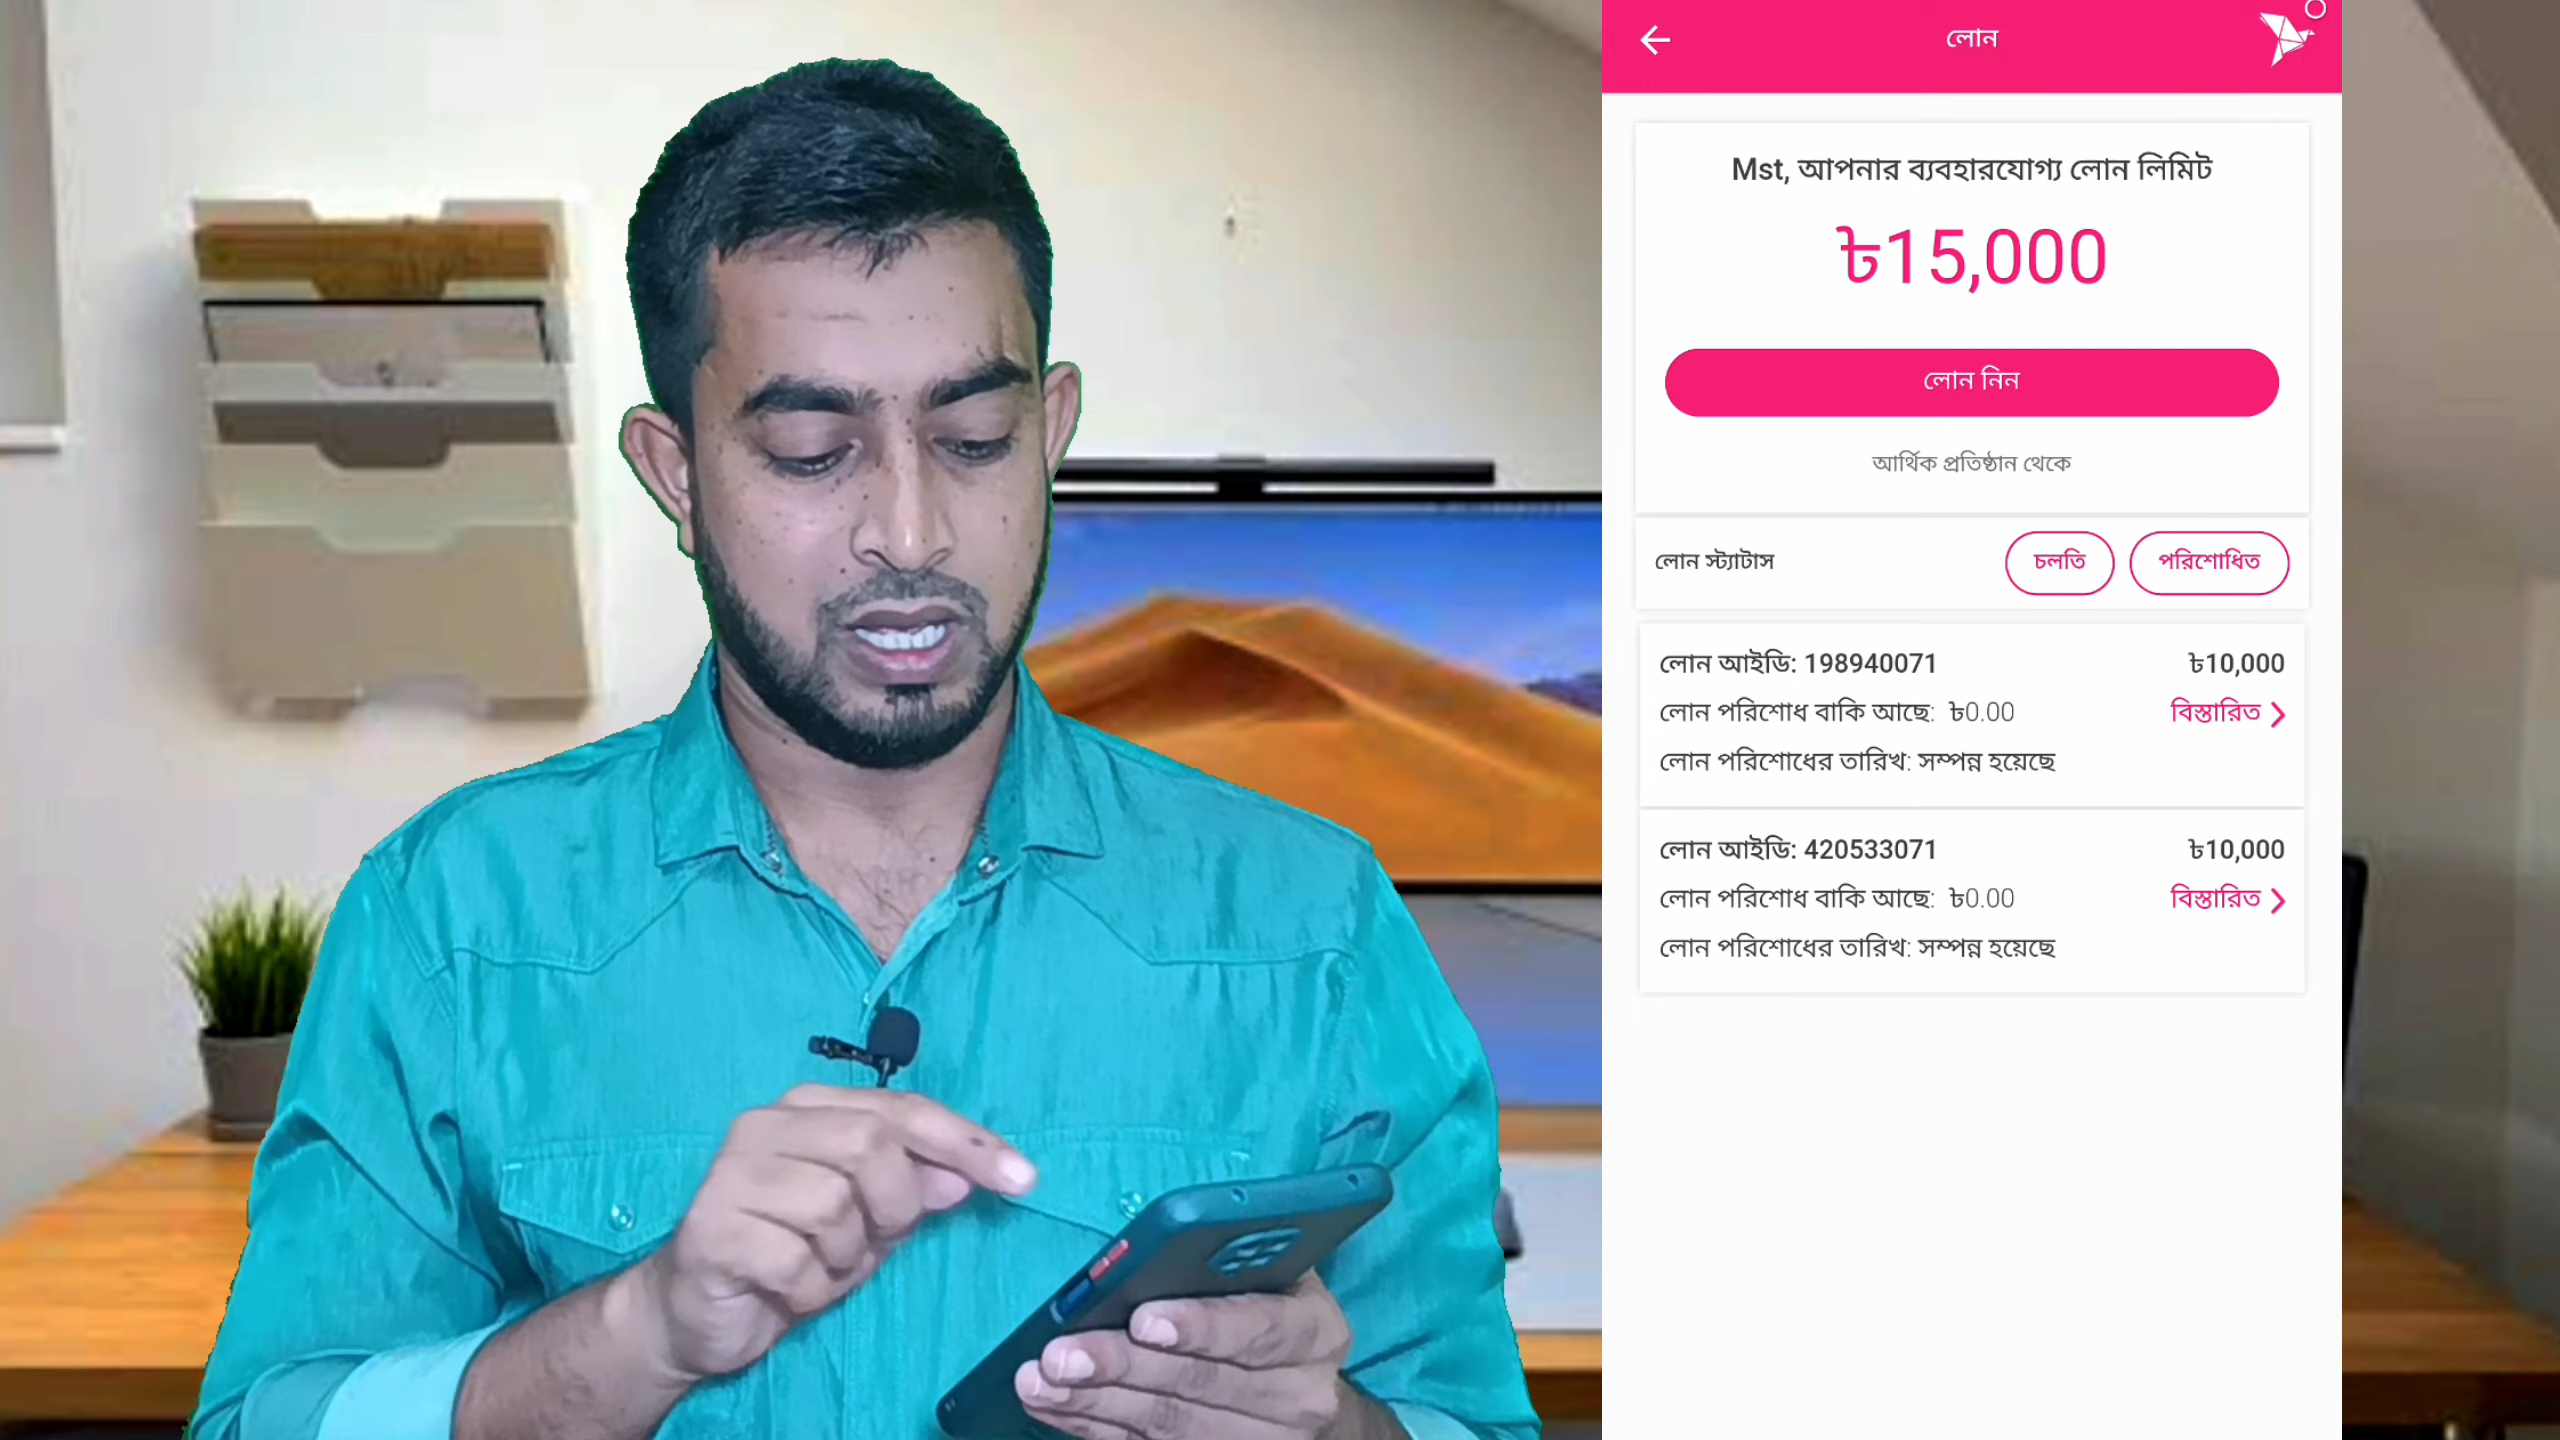 লোন
Mst, আপনার ব্যবহারযোগ্য লোন লিমিট
৳15,000
লোন নিন
আর্থিক প্রতিষ্ঠান থেকে
লোন স্ট্যাটাস চলতি পরিশোধিত
লোন আইডি: 198940071 ৳10,000
লোন পরিশোধ বাকি আছে: ৳0.00 বিস্তারিত
লোন পরিশোধের তারিখ: সম্পন্ন হয়েছে
লোন আইডি: 420533071 ৳10,000
লোন পরিশোধ বাকি আছে: ৳0.00 বিস্তারিত
লোন পরিশোধের তারিখ: সম্পন্ন হয়েছে